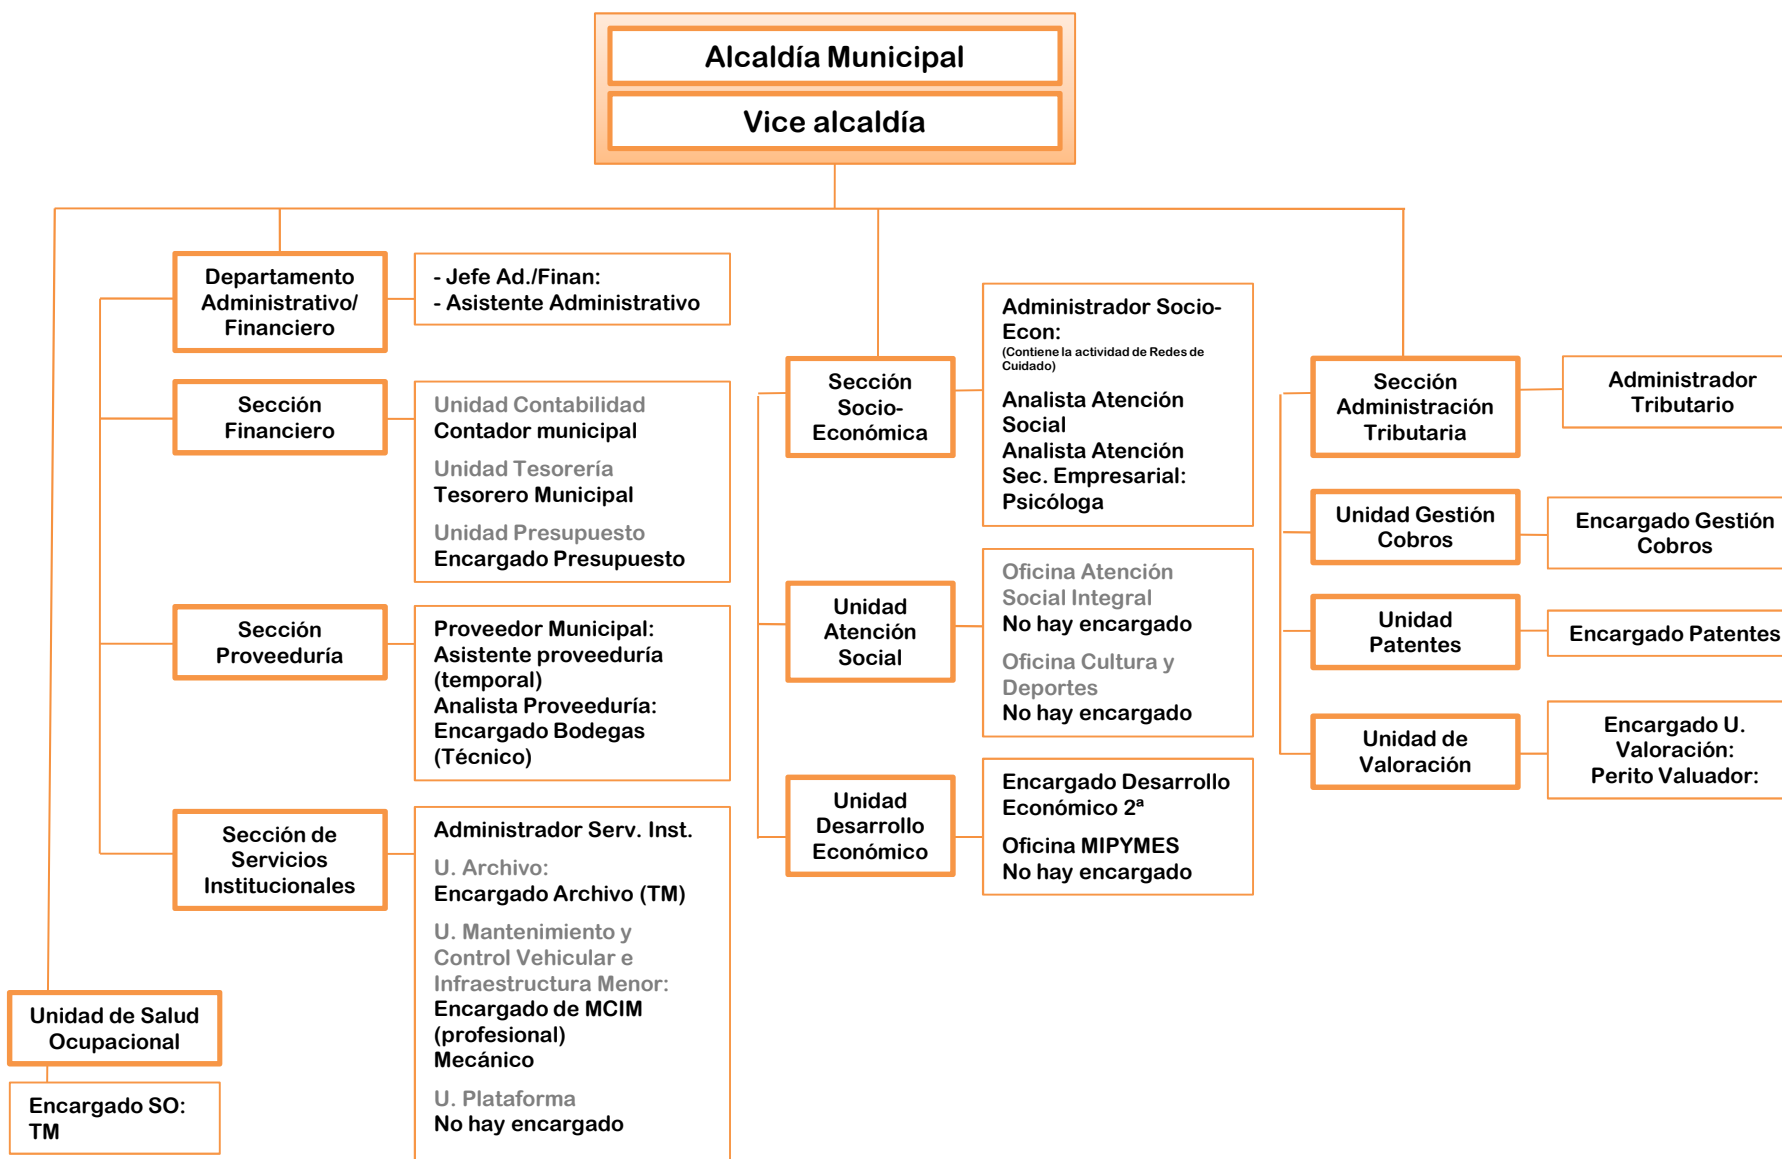 Alcaldía Municipal
Vice alcaldía
Departamento
Administrativo/
Financiero
- Jefe Ad./Finan:
- Asistente Administrativo
Sección
Financiero
Unidad Contabilidad
Contador municipal
Unidad Tesorería
Tesorero Municipal
Unidad Presupuesto
Encargado Presupuesto
Sección
Proveeduría
Proveedor Municipal:
Asistente proveeduría
(temporal)
Analista Proveeduría:
Encargado Bodegas
(Técnico)
Sección de
Servicios
Institucionales
Administrador Serv. Inst.
U. Archivo:
Encargado Archivo (TM)
U. Mantenimiento y
Control Vehicular e
Infraestructura Menor:
Encargado de MCIM
(profesional)
Mecánico
U. Plataforma
No hay encargado
Unidad de Salud
Ocupacional
Encargado SO:
TM
Sección
Socio-
Económica
Administrador Socio-
Econ:
(Contiene la actividad de Redes de
Cuidado)
Analista Atención
Social
Analista Atención
Sec. Empresarial:
Psicóloga
Unidad
Atención
Social
Oficina Atención
Social Integral
No hay encargado
Oficina Cultura y
Deportes
No hay encargado
Unidad
Desarrollo
Económico
Encargado Desarrollo
Económico 2ª
Oficina MIPYMES
No hay encargado
Sección
Administración
Tributaria
Administrador
Tributario
Unidad Gestión
Cobros
Encargado Gestión
Cobros
Unidad
Patentes
Encargado Patentes
Unidad de
Valoración
Encargado U.
Valoración:
Perito Valuador: